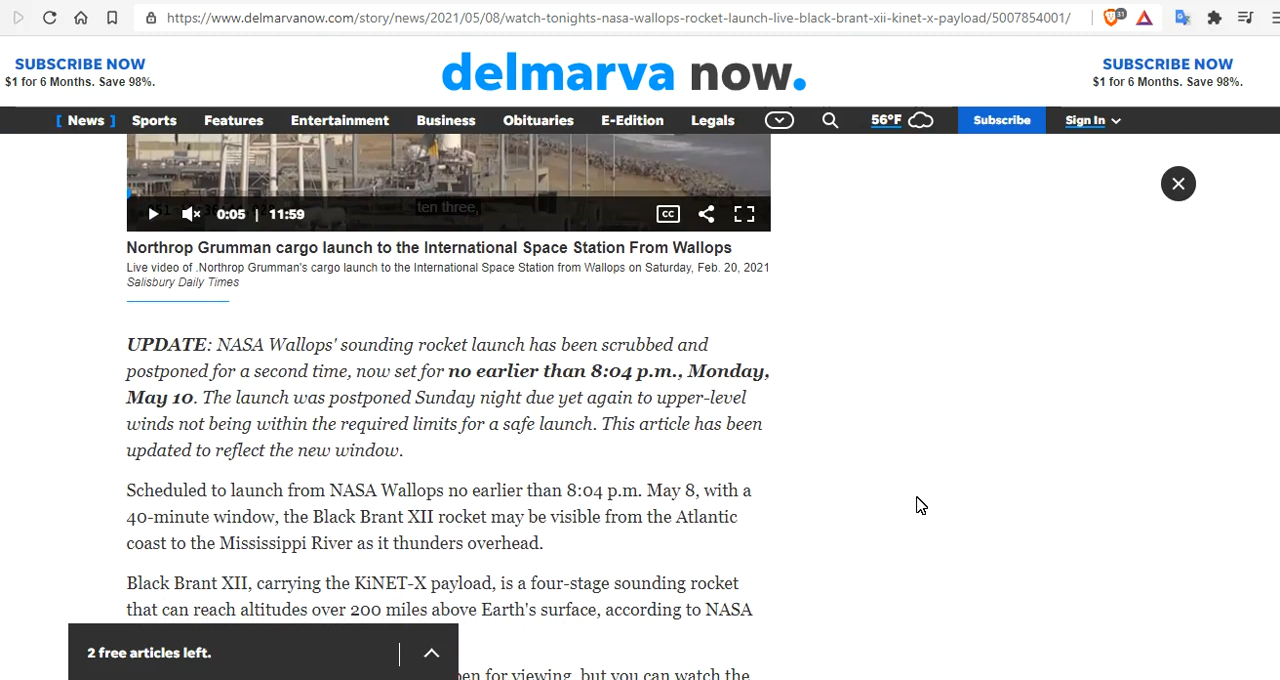 https://www.delmarvanow.com/story/news/2021/05/08/watch-tonights-nasa-wallops-rocket-launch-live-black-brant-xii-kinet-x-payload/5007854001/
31
SUBSCRIBE NOW
$1 for 6 Months. Save 98%.
delmarva now.
SUBSCRIBE NOW
$1 for 6 Months. Save 98%.
[ News ] Sports Features Entertainment Business Obituaries E-Edition Legals 56°F Subscribe Sign In
ten three,
0:05 | 11:59 CC
Northrop Grumman cargo launch to the International Space Station From Wallops
Live video of .Northrop Grumman's cargo launch to the International Space Station from Wallops on Saturday, Feb. 20, 2021
Salisbury Daily Times
UPDATE: NASA Wallops' sounding rocket launch has been scrubbed and
postponed for a second time, now set for no earlier than 8:04 p.m., Monday,
May 10. The launch was postponed Sunday night due yet again to upper-level
winds not being within the required limits for a safe launch. This article has been
updated to reflect the new window.
Scheduled to launch from NASA Wallops no earlier than 8:04 p.m. May 8, with a
40-minute window, the Black Brant XII rocket may be visible from the Atlantic
coast to the Mississippi River as it thunders overhead.
Black Brant XII, carrying the KiNET-X payload, is a four-stage sounding rocket
that can reach altitudes over 200 miles above Earth's surface, according to NASA
2 free articles left.
for viewing, but you can watch the